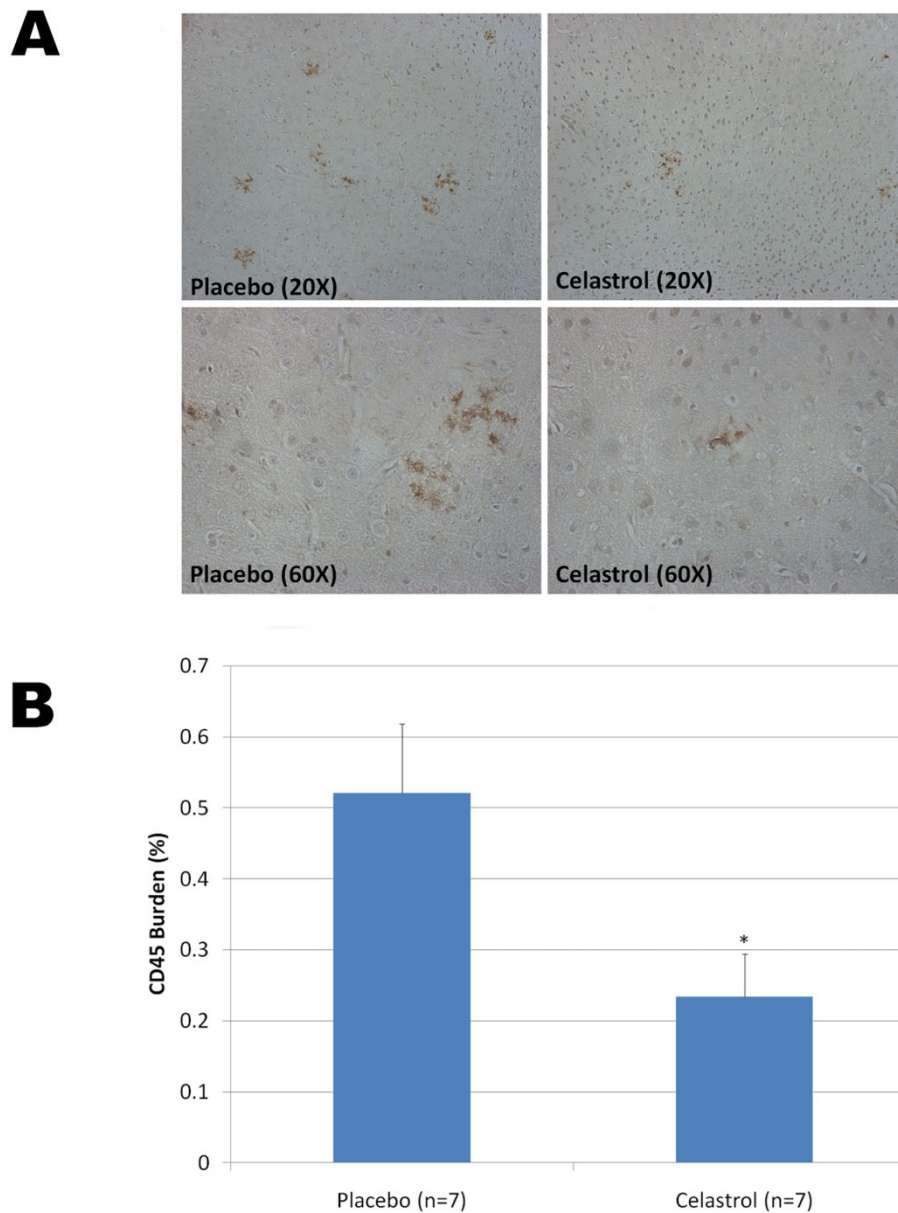 A
Placebo (20X)
Celastrol (20X)
Placebo (60X)
Celastrol (60X)
B
0.7
0.6
0.5
0.4
0.3
0.2
0.1
0
CD45 Burden (%)
*
Placebo (n=7)
Celastrol (n=7)